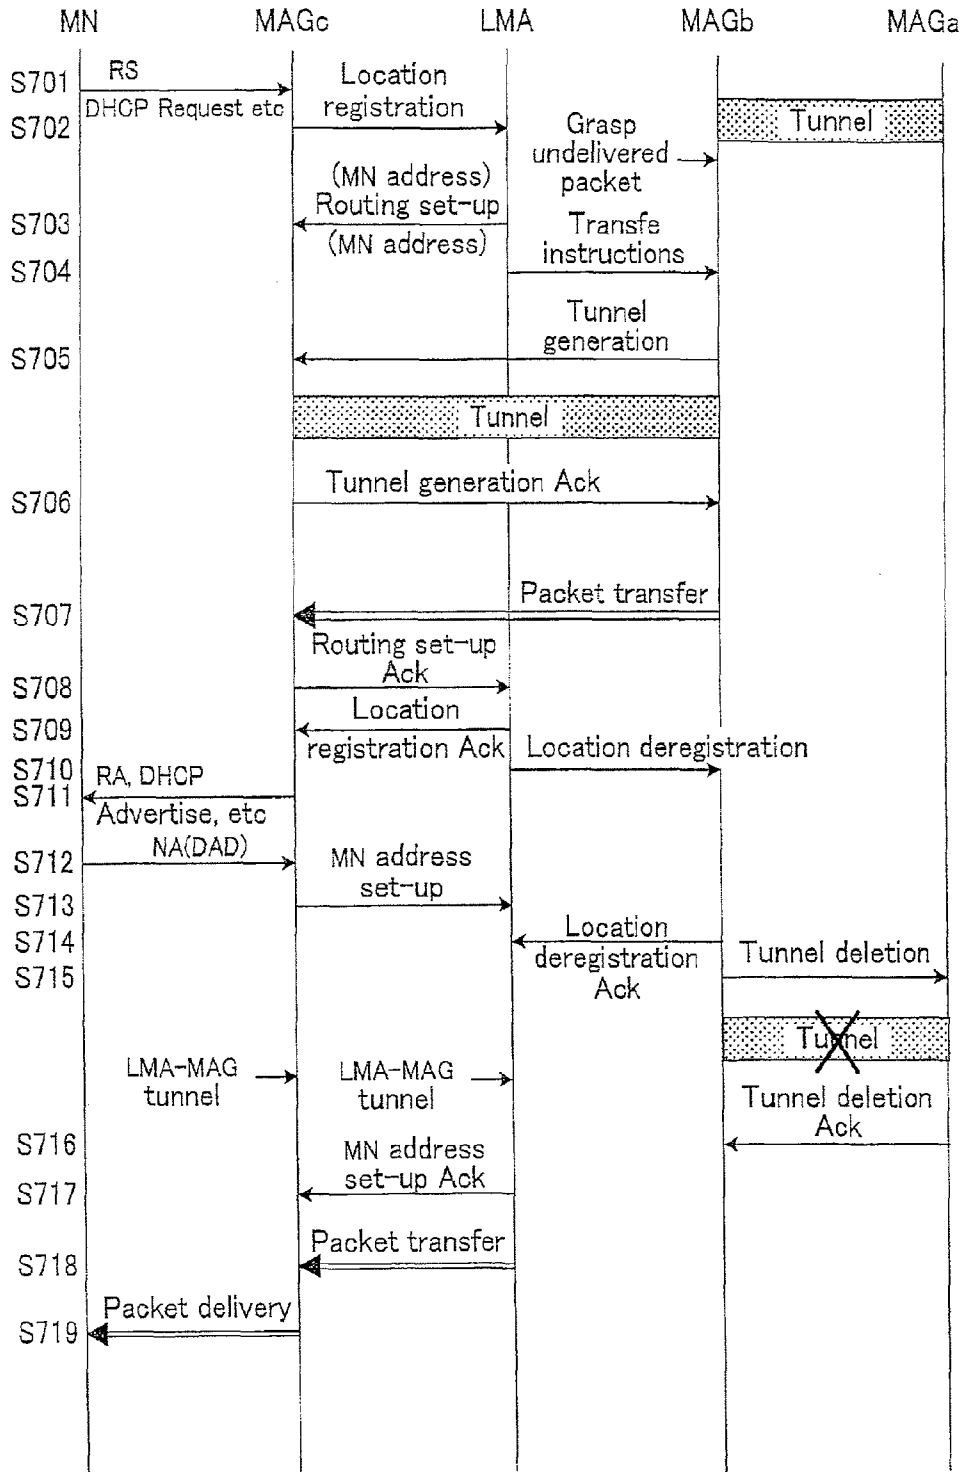 MN MAGc LMA MAGb MAGa
S701 RS
DHCP Request etc
Location
registration
S702
Tunnel
Grasp
undelivered
packet
(MN address)
Routing set-up
S703
(MN address)
Transfe
instructions
S704
Tunnel
generation
S705
Tunnel
Tunnel generation Ack
S706
Packet transfer
S707
Routing set-up
Ack
S708
Location
S709
registration Ack
Location deregistration
S710
RA, DHCP
S711
Advertise, etc
NA(DAD)
S712
MN address
set-up
S713
Location
S714
deregistration
Ack
Tunnel deletion
S715
Tunnel
LMA-MAG
tunnel
LMA-MAG
tunnel
Tunnel deletion
Ack
S716
MN address
set-up Ack
S717
Packet transfer
S718
Packet delivery
S719